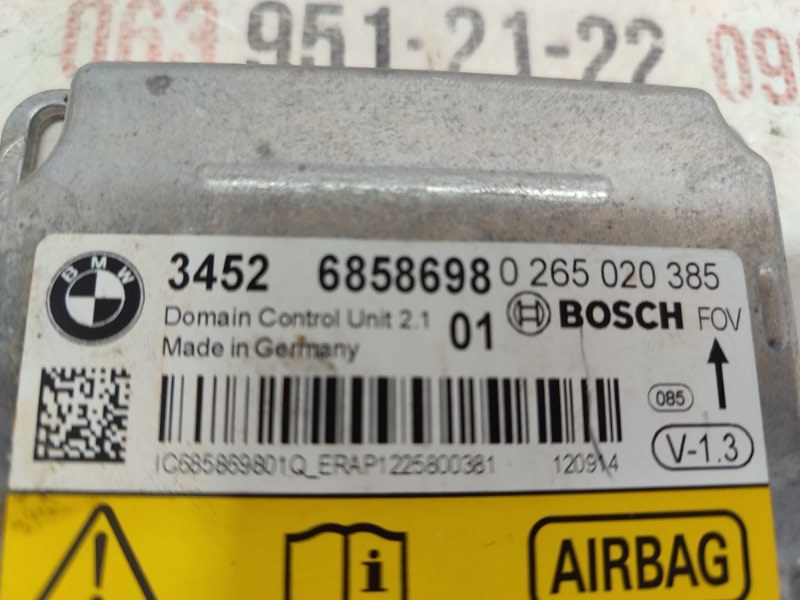 063 951-21-22 09
BMW
3452 6858698 0 265 020 385
Domain Control Unit 2.1 01 BOSCH FOV
Made in Germany
085
V-1.3
IC685869801Q_ERAP1225800381 120914
i
AIRBAG